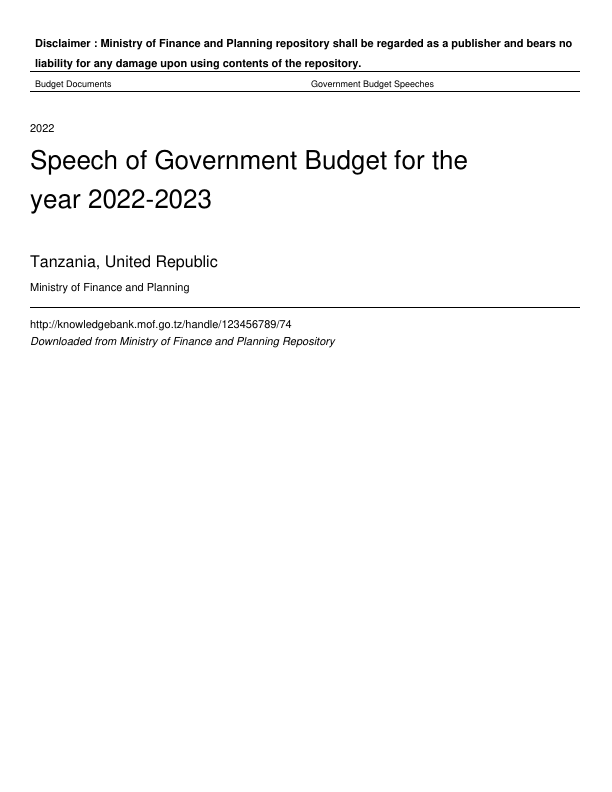 Disclaimer : Ministry of Finance and Planning repository shall be regarded as a publisher and bears no
liability for any damage upon using contents of the repository.
Budget Documents Government Budget Speeches
2022
Speech of Government Budget for the
year 2022-2023
Tanzania, United Republic
Ministry of Finance and Planning
http://knowledgebank.mof.go.tz/handle/123456789/74
Downloaded from Ministry of Finance and Planning Repository